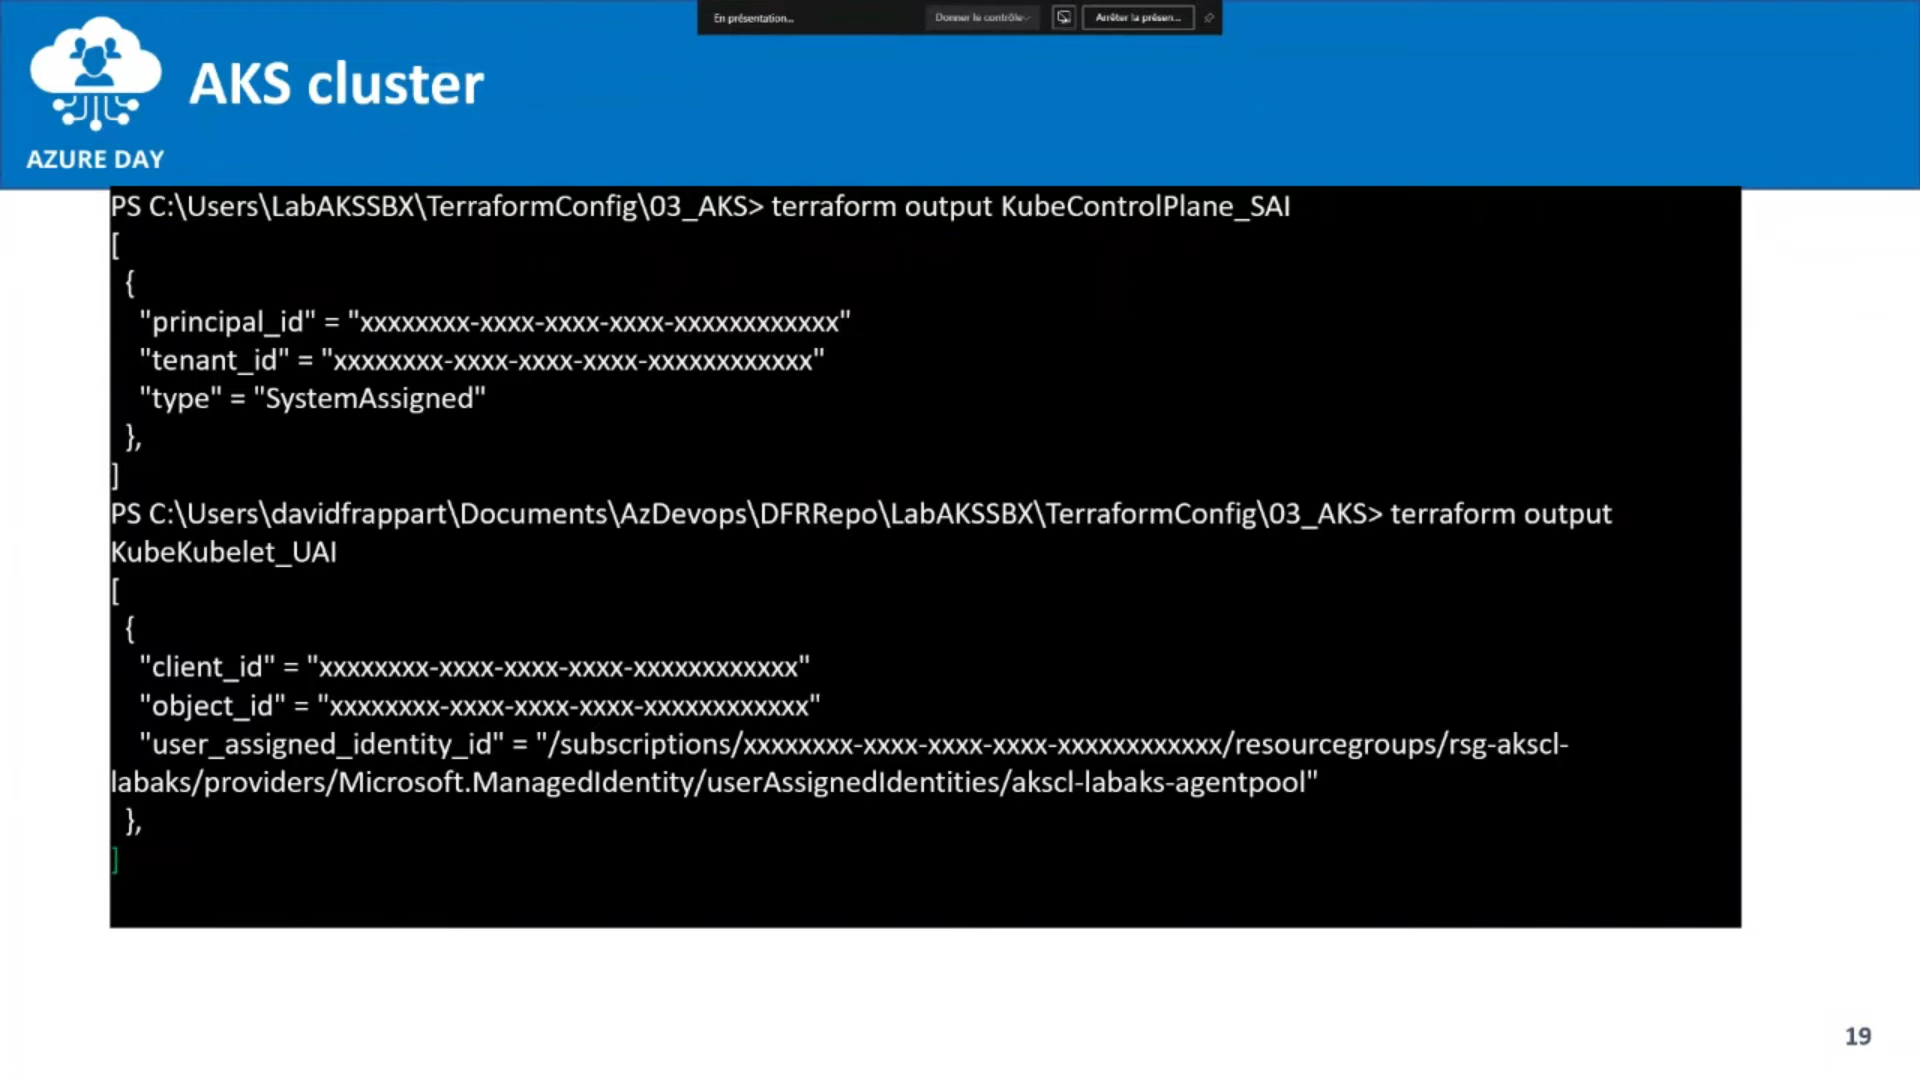 En présentation...
Donner le contrôle
Arrêter la présen...
AKS cluster
AZURE DAY
PS C:\Users\LabAKSSBX\TerraformConfig\03_AKS> terraform output KubeControlPlane_SAI
[
{
"principal_id" = "xxxxxxxx-xxxx-xxxx-xxxx-xxxxxxxxxxxx"
"tenant_id" = "xxxxxxxx-xxxx-xxxx-xxxx-xxxxxxxxxxxx"
"type" = "SystemAssigned"
},
]
PS C:\Users\davidfrappart\Documents\AzDevops\DFRRepo\LabAKSSBX\TerraformConfig\03_AKS> terraform output
KubeKubelet_UAI
[
{
"client_id" = "xxxxxxxx-xxxx-xxxx-xxxx-xxxxxxxxxxxx"
"object_id" = "xxxxxxxx-xxxx-xxxx-xxxx-xxxxxxxxxxxx"
"user_assigned_identity_id" = "/subscriptions/xxxxxxxx-xxxx-xxxx-xxxx-xxxxxxxxxxxx/resourcegroups/rsg-akscl-
labaks/providers/Microsoft.ManagedIdentity/userAssignedIdentities/akscl-labaks-agentpool"
},
]
19